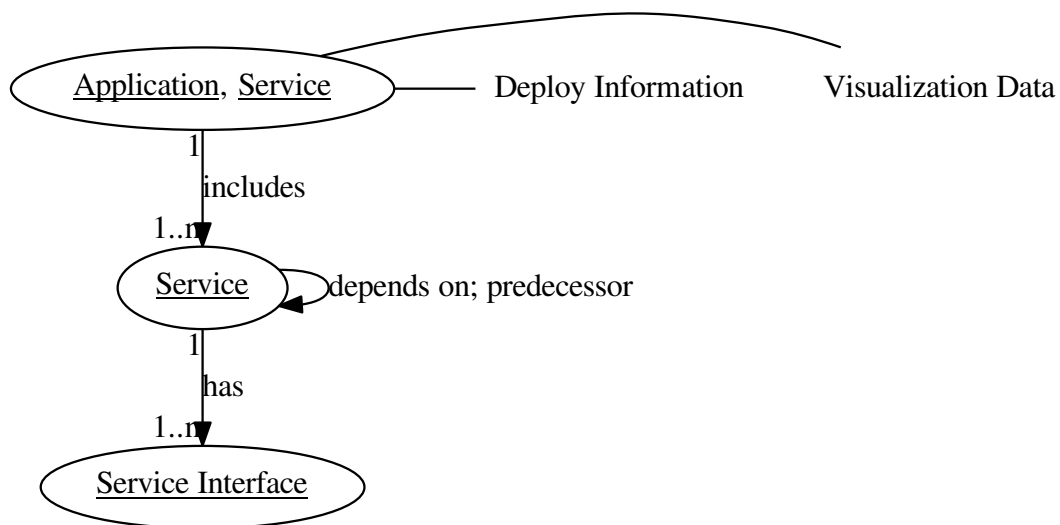 Application, Service
Deploy Information
Visualization Data
1
includes
1..n
Service
depends on; predecessor
1
has
1..n
Service Interface